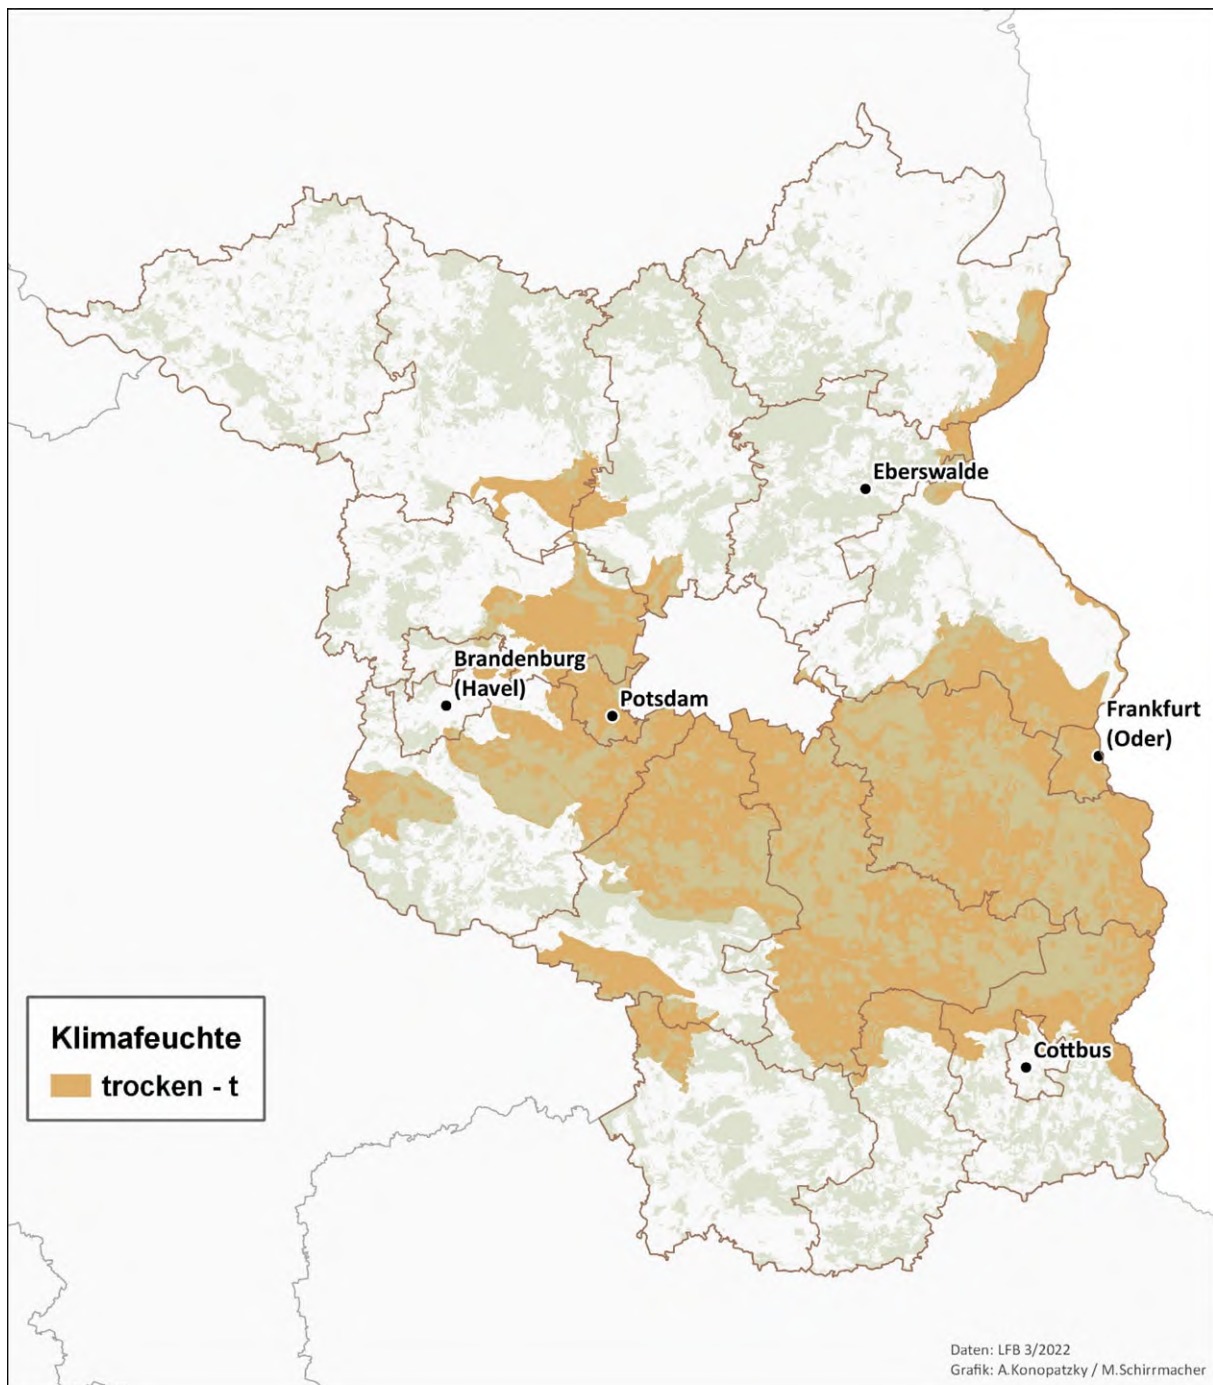 Eberswalde
Brandenburg
(Havel)
Potsdam
Frankfurt
(Oder)
Cottbus
Klimafeuchte
trocken - t
Daten: LFB 3/2022
Grafik: A.Konopatzky / M.Schirrmacher